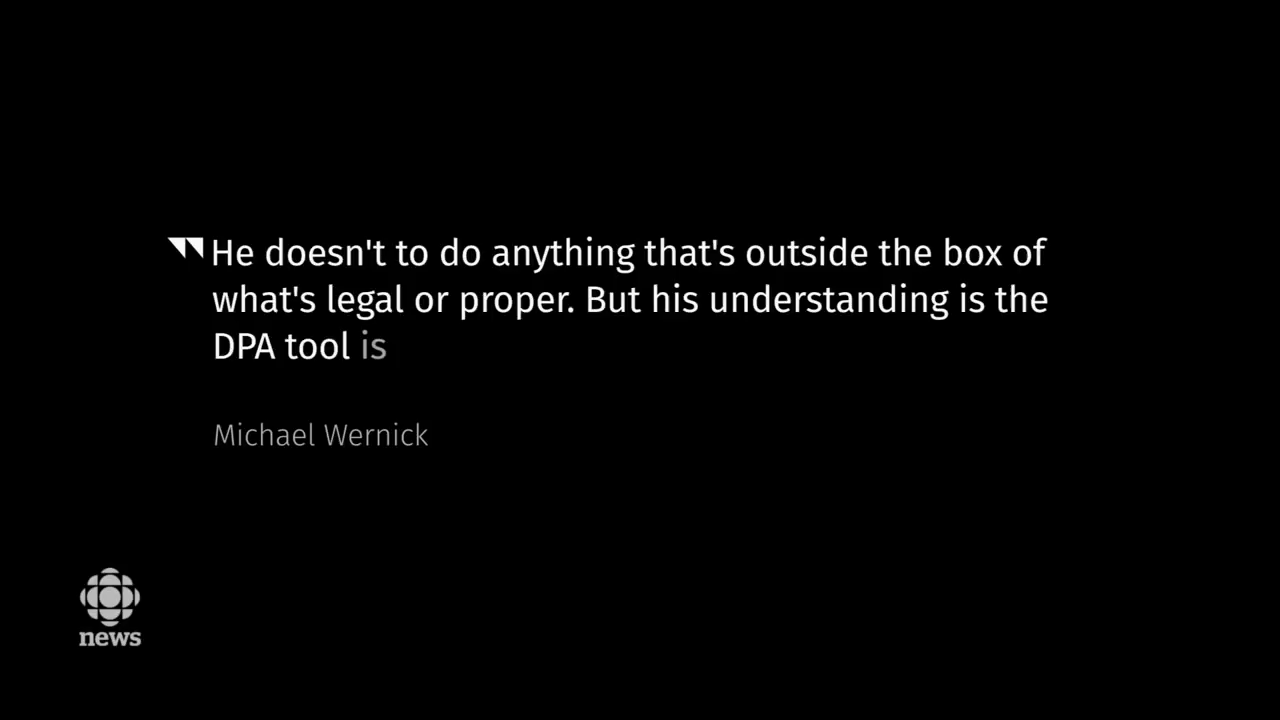 He doesn't to do anything that's outside the box of
what's legal or proper. But his understanding is the
DPA tool is
Michael Wernick
news